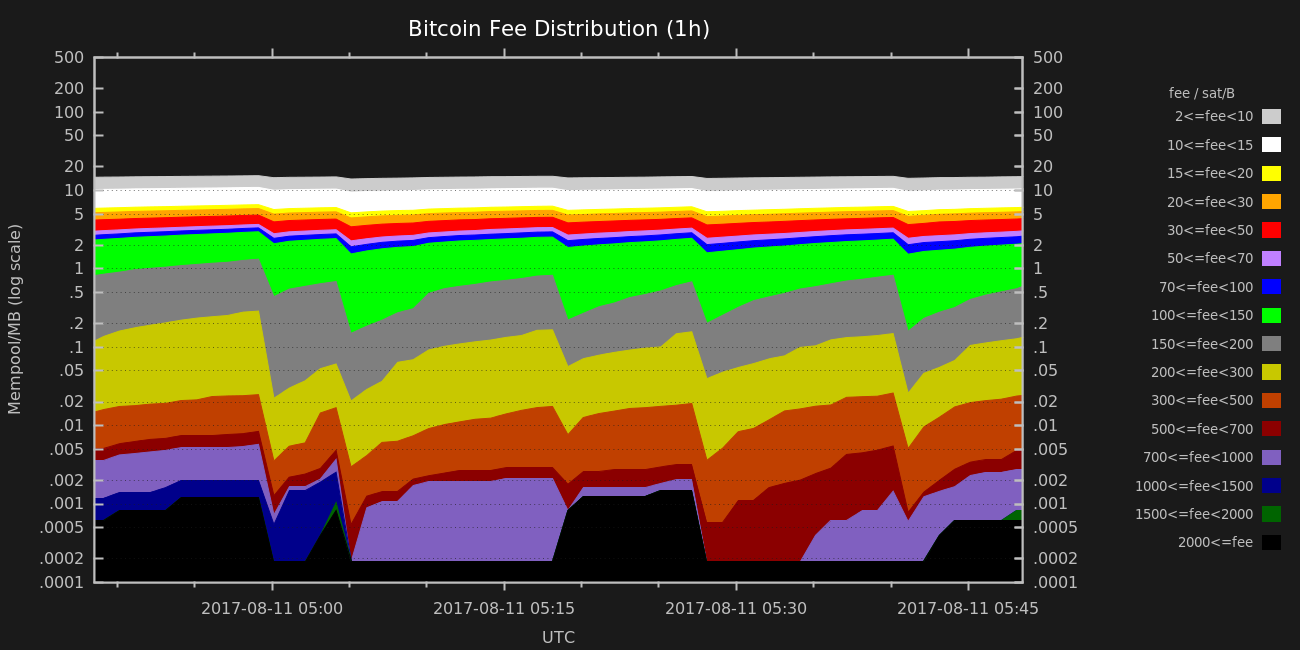 Bitcoin Fee Distribution (1h)
500
200
100
50
20
10
5
2
1
.5
.2
.1
.05
.02
.01
.005
.002
.001
.0005
.0002
.0001
Mempool/MB (log scale)
500
200
100
50
20
10
5
2
1
.5
.2
.1
.05
.02
.01
.005
.002
.001
.0005
.0002
.0001
2017-08-11 05:00
2017-08-11 05:15
2017-08-11 05:30
2017-08-11 05:45
UTC
fee / sat/B
2<=fee<10
10<=fee<15
15<=fee<20
20<=fee<30
30<=fee<50
50<=fee<70
70<=fee<100
100<=fee<150
150<=fee<200
200<=fee<300
300<=fee<500
500<=fee<700
700<=fee<1000
1000<=fee<1500
1500<=fee<2000
2000<=fee